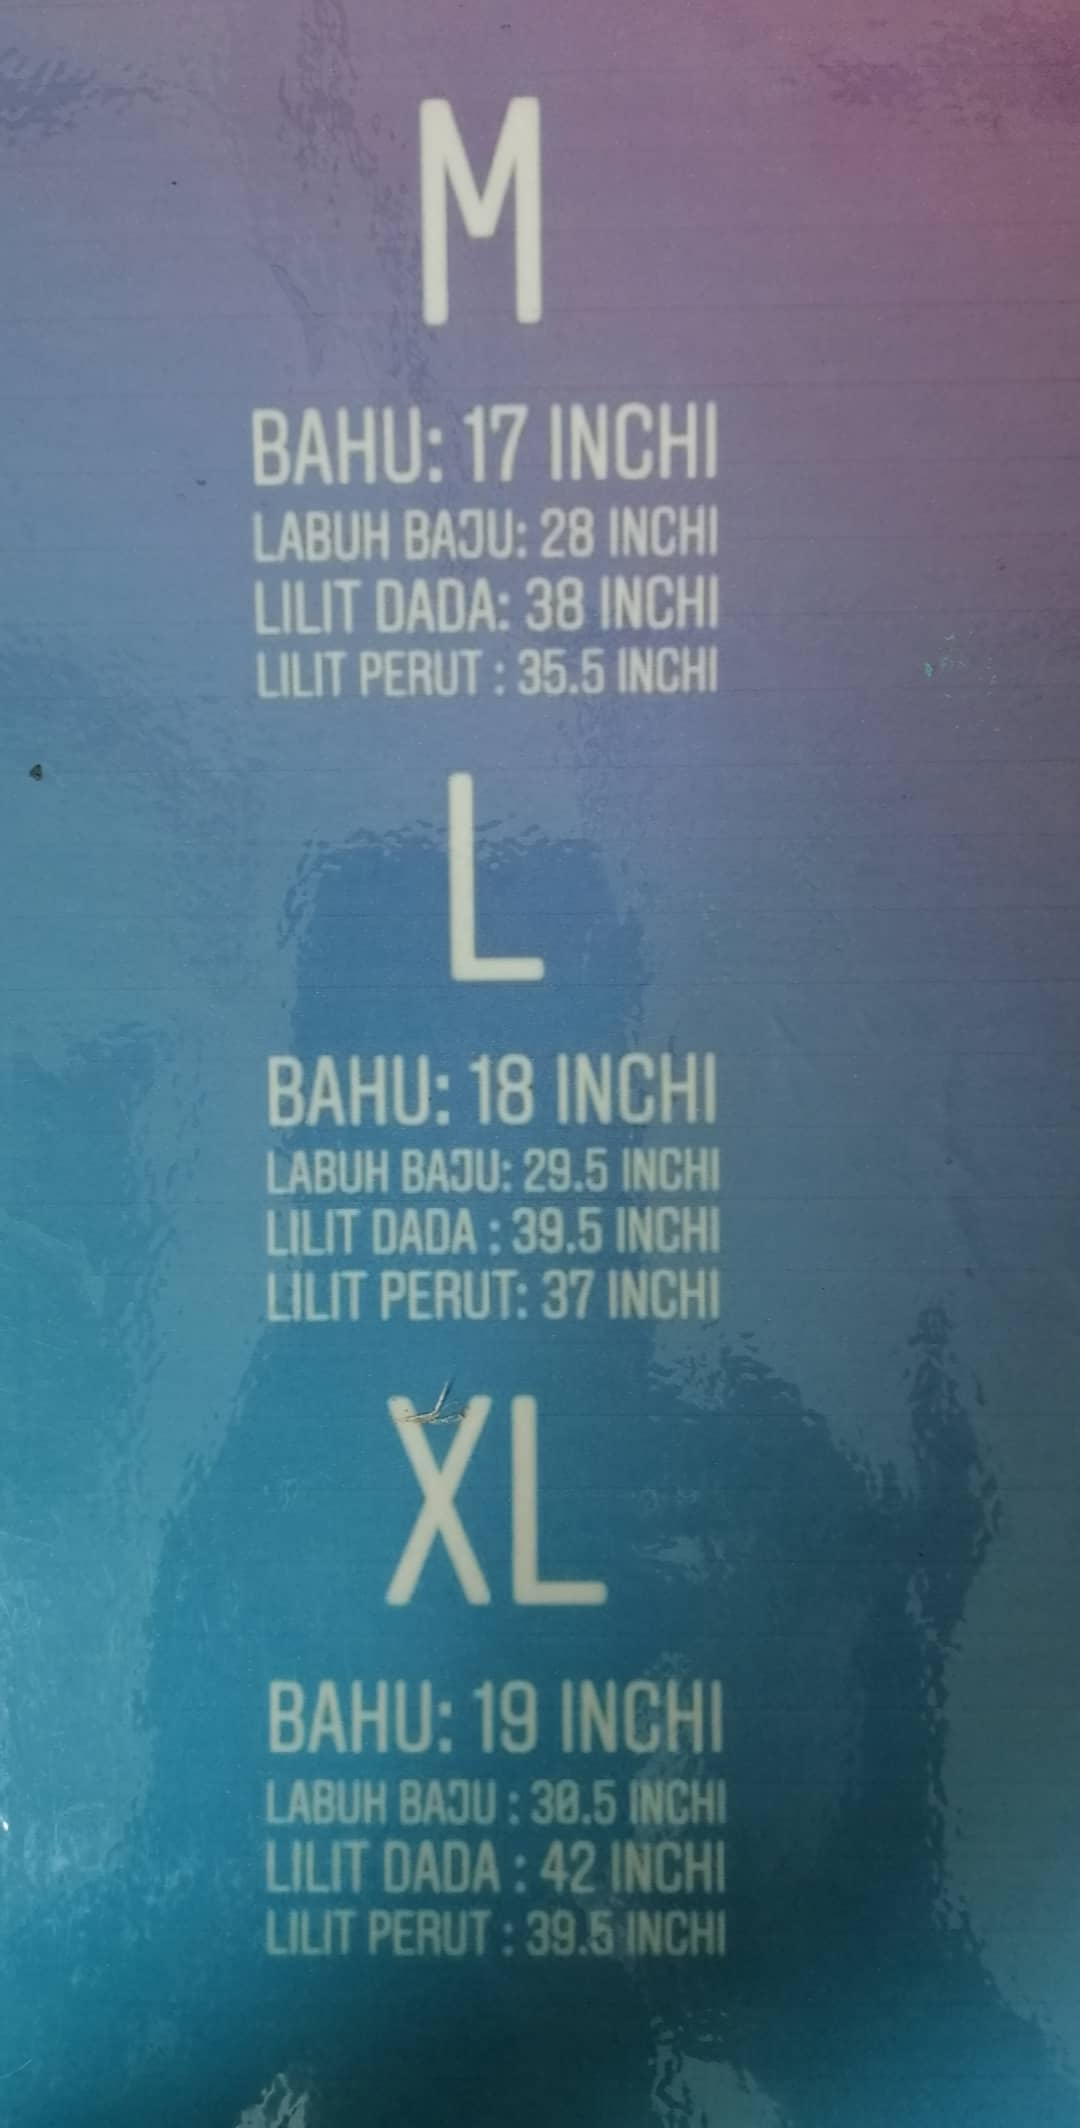 M
BAHU: 17 INCHI
LABUH BAJU: 28 INCHI
LILIT DADA: 38 INCHI
LILIT PERUT : 35.5 INCHI
L
BAHU: 18 INCHI
LABUH BAJU: 29.5 INCHI
LILIT DADA : 39.5 INCHI
LILIT PERUT: 37 INCHI
XL
BAHU: 19 INCHI
LABUH BAJU : 30.5 INCHI
LILIT DADA : 42 INCHI
LILIT PERUT : 39.5 INCHI